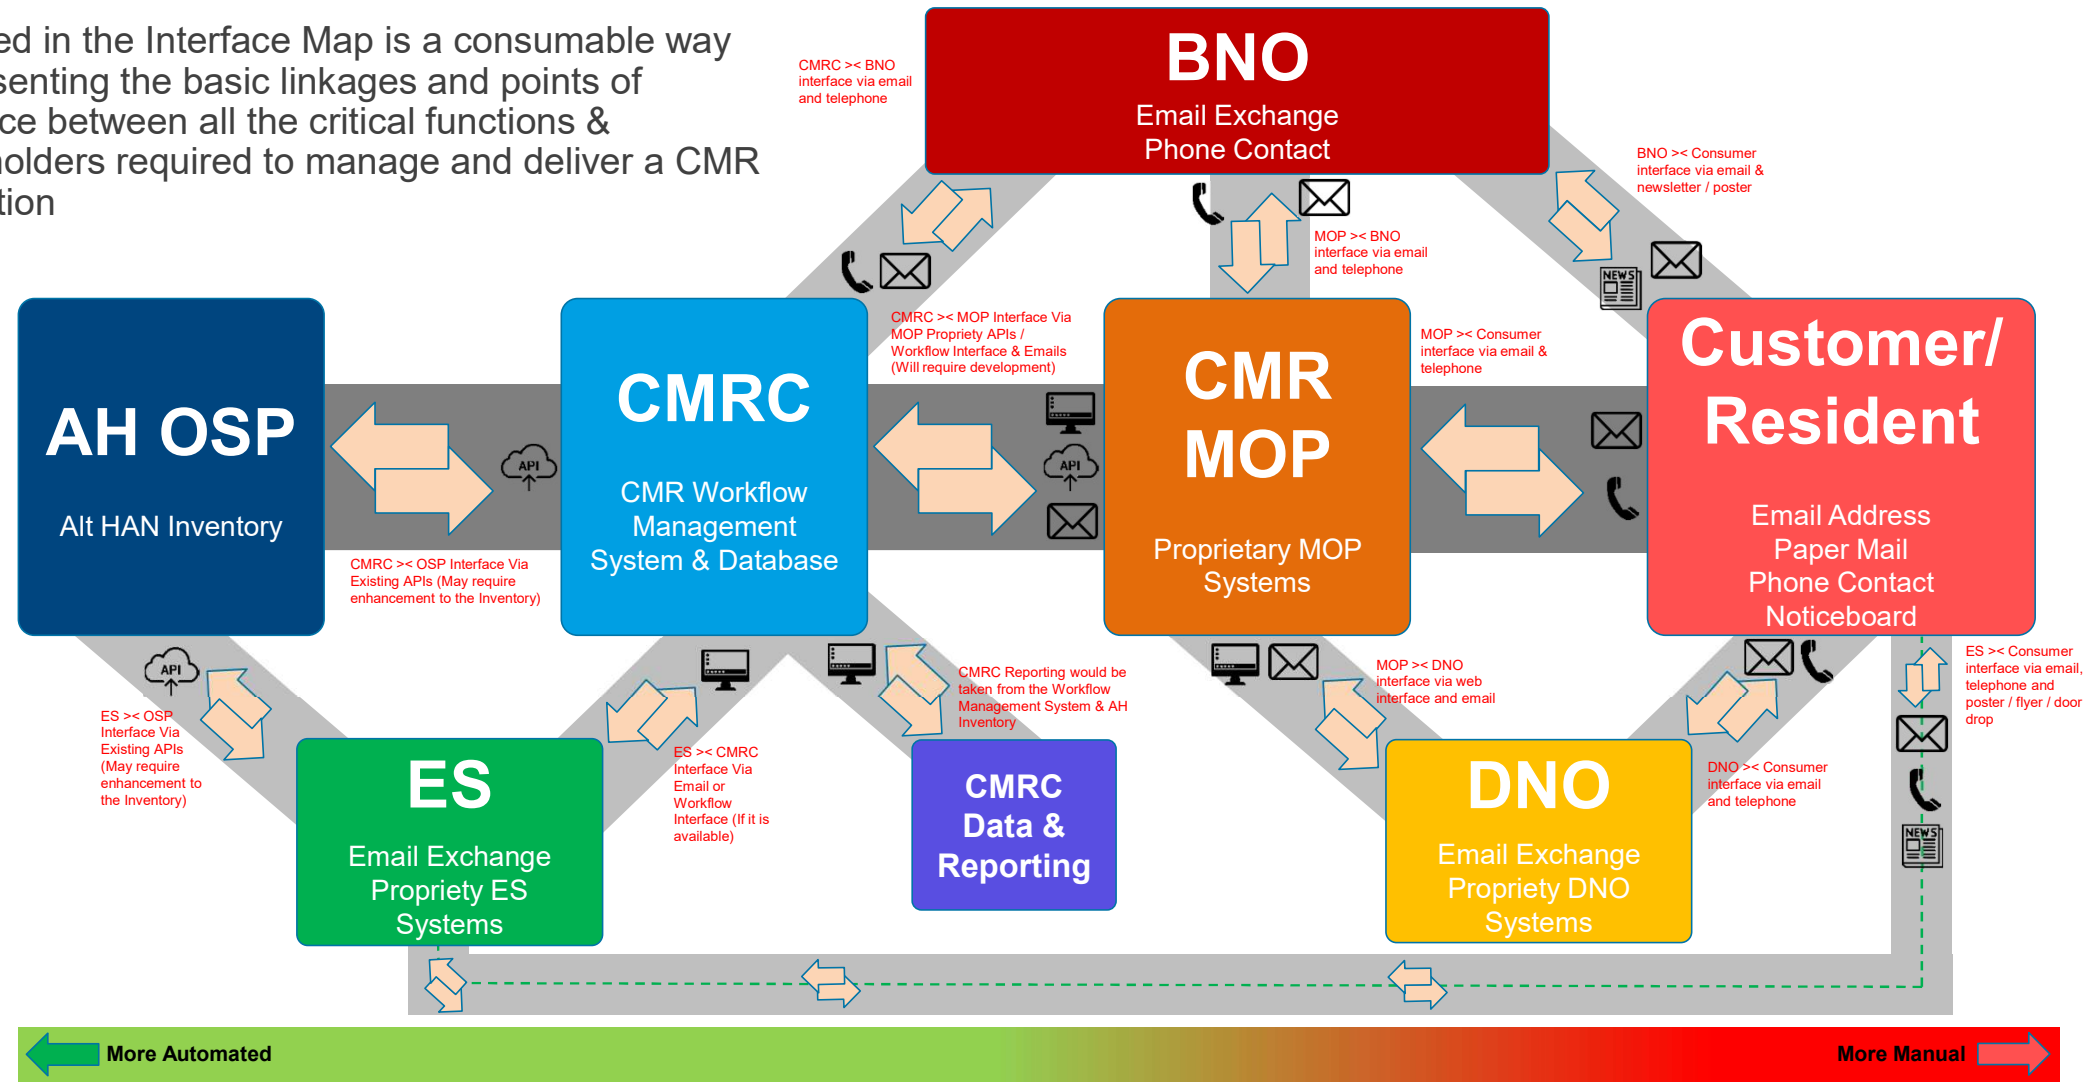 ed in the Interface Map is a consumable way
senting the basic linkages and points of
ce between all the critical functions &
holders required to manage and deliver a CMR
tion
CMRC >< BNO
interface via email
and telephone
BNO
Email Exchange
Phone Contact
BNO >< Consumer
interface via email &
newsletter / poster
MOP >< BNO
interface via email
and telephone
NEWS
AH OSP
Alt HAN Inventory
API
CMRC >< OSP Interface Via
Existing APIs (May require
enhancement to the Inventory)
CMRC
CMR Workflow
Management
System & Database
CMRC >< MOP Interface Via
MOP Propriety APIs /
Workflow Interface & Emails
(Will require development)
API
CMR
MOP
Proprietary MOP
Systems
MOP >< Consumer
interface via email &
telephone
Customer/
Resident
Email Address
Paper Mail
Phone Contact
Noticeboard
API
ES >< OSP
Interface Via
Existing APIs
(May require
enhancement to
the Inventory)
ES
Email Exchange
Propriety ES
Systems
ES >< CMRC
Interface Via
Email or
Workflow
Interface (If it is
available)
CMRC Reporting would be
taken from the Workflow
Management System & AH
Inventory
CMRC
Data &
Reporting
MOP >< DNO
interface via web
interface and email
DNO
Email Exchange
Propriety DNO
Systems
DNO >< Consumer
interface via email
and telephone
ES >< Consumer
interface via email,
telephone and
poster / flyer / door
drop
NEWS
More Automated
More Manual